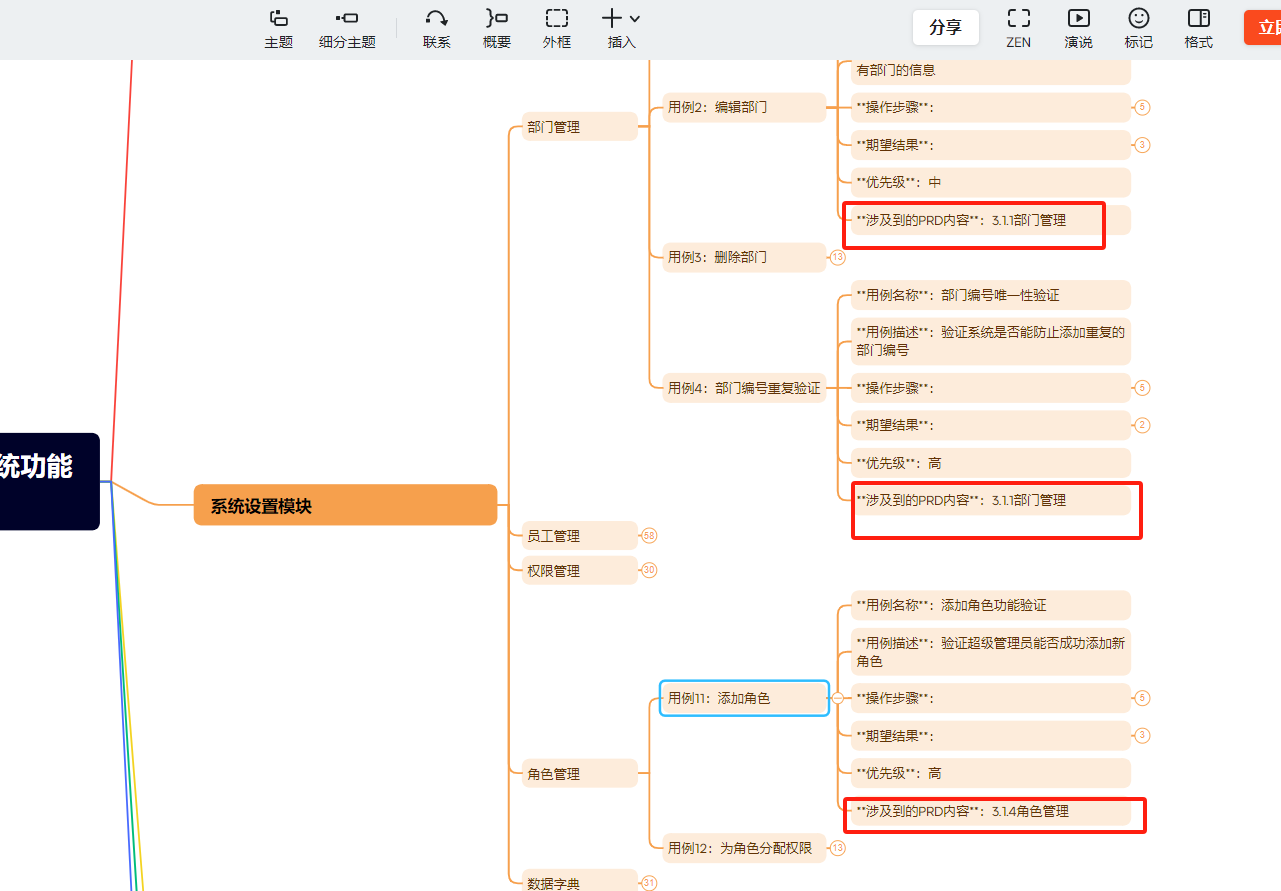 主题
细分主题
联系
概要
外框
插入
分享
ZEN
演说
标记
格式
立即
有部门的信息
用例2：编辑部门
**操作步骤**：
5
部门管理
**期望结果**：
3
**优先级**：中
**涉及到的PRD内容**：3.1.1部门管理
用例3：删除部门
13
**用例名称**：部门编号唯一性验证
**用例描述**：验证系统是否能防止添加重复的
部门编号
用例4：部门编号重复验证
**操作步骤**：
5
**期望结果**：
2
**优先级**：高
**涉及到的PRD内容**：3.1.1部门管理
统功能
系统设置模块
员工管理
58
权限管理
30
**用例名称**：添加角色功能验证
**用例描述**：验证超级管理员能否成功添加新
角色
用例11：添加角色
**操作步骤**：
5
**期望结果**：
3
**优先级**：高
角色管理
**涉及到的PRD内容**：3.1.4角色管理
用例12：为角色分配权限
13
数据字典
31